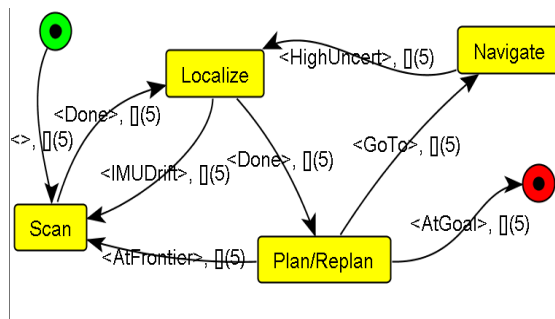 <HighUncert>, [](5)
Navigate
Localize
<Done>, [](5)
<>, [](5)
<Done>, [](5)
<GoTo>, [](5)
<IMUDrift>, [](5)
Scan
<AtGoal>, [](5)
<AtFrontier>, [](5)
Plan/Replan